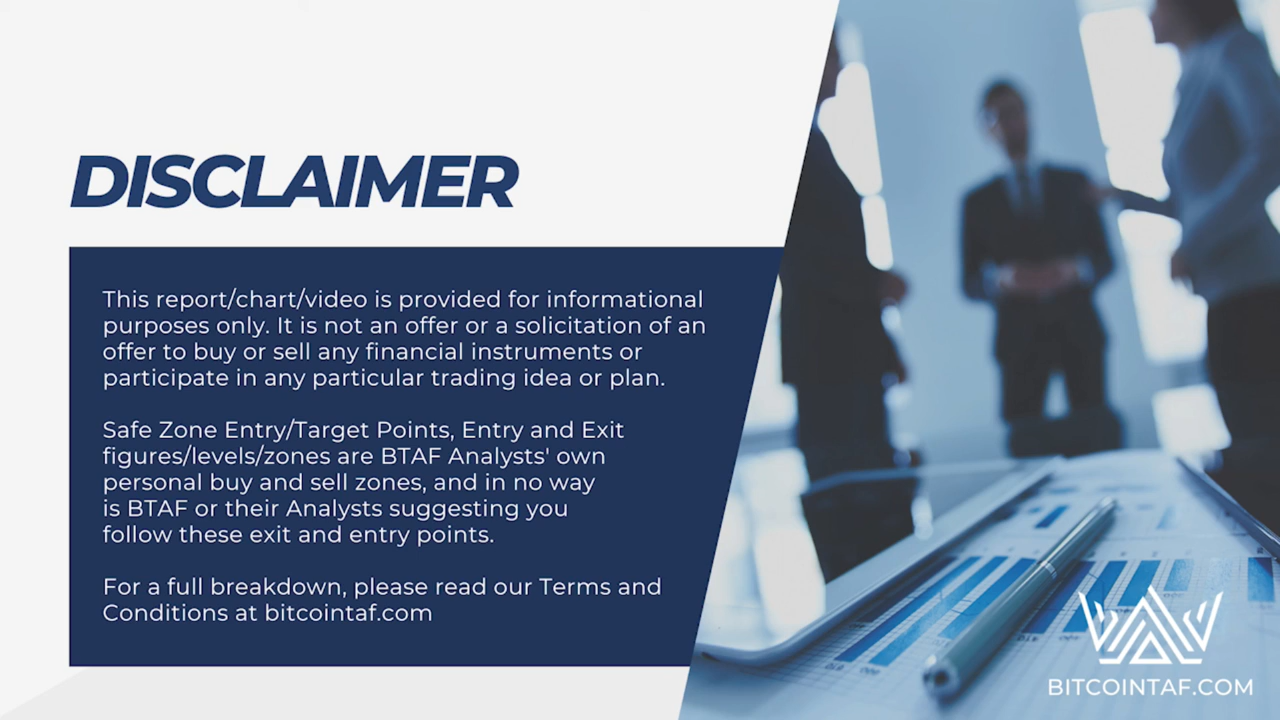 DISCLAIMER
This report/chart/video is provided for informational
purposes only. It is not an offer or a solicitation of an
offer to buy or sell any financial instruments or
participate in any particular trading idea or plan.
Safe Zone Entry/Target Points, Entry and Exit
figures/levels/zones are BTAF Analysts' own
personal buy and sell zones, and in no way
is BTAF or their Analysts suggesting you
follow these exit and entry points.
For a full breakdown, please read our Terms and
Conditions at bitcointaf.com
BITCOINTAF.COM